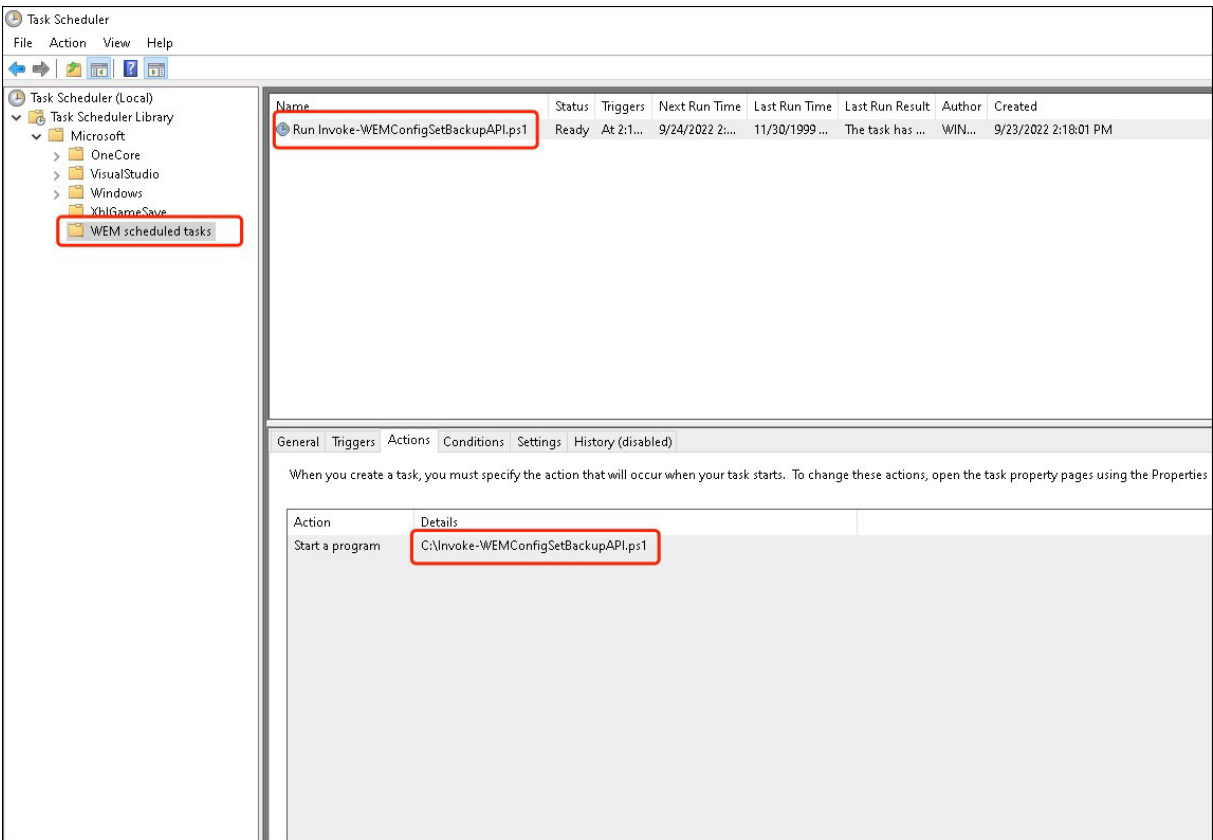 Task Scheduler
File Action View Help
Task Scheduler (Local)
Task Scheduler Library
Microsoft
OneCore
VisualStudio
Windows
XblGameSave
WEM scheduled tasks
Name Status Triggers Next Run Time Last Run Time Last Run Result Author Created
Run Invoke-WEMConfigSetBackupAPI.ps1 Ready At 2:1... 9/24/2022 2:... 11/30/1999 ... The task has ... WIN... 9/23/2022 2:18:01 PM
General Triggers Actions Conditions Settings History (disabled)
When you create a task, you must specify the action that will occur when your task starts. To change these actions, open the task property pages using the Properties
Action Details
Start a program C:\Invoke-WEMConfigSetBackupAPI.ps1